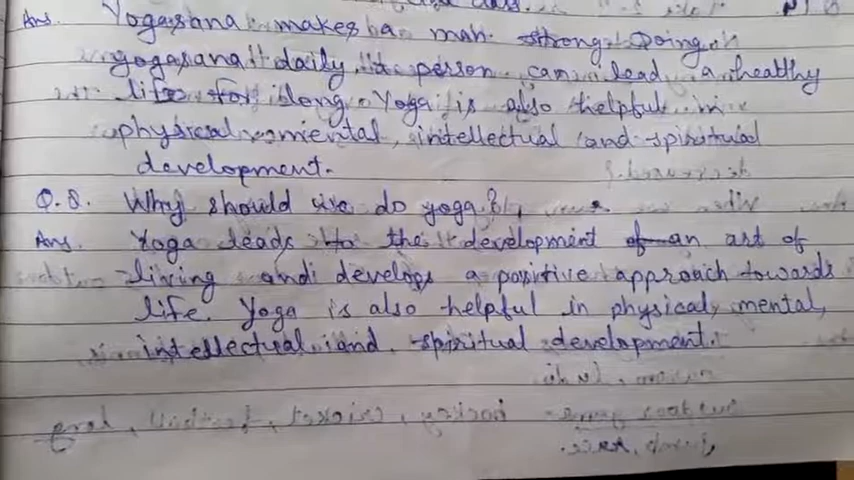 Ans. Yogasana makes a man strong. Doing
yogasana daily, a person can lead a healthy
life for long. Yoga is also helpful in
physical, mental, intellectual and spiritual
development.
Q.8. Why should we do yoga?
Ans. Yoga leads to the development of an art of
living and develops a positive approach towards
life. Yoga is also helpful in physical, mental,
intellectual and spiritual development.